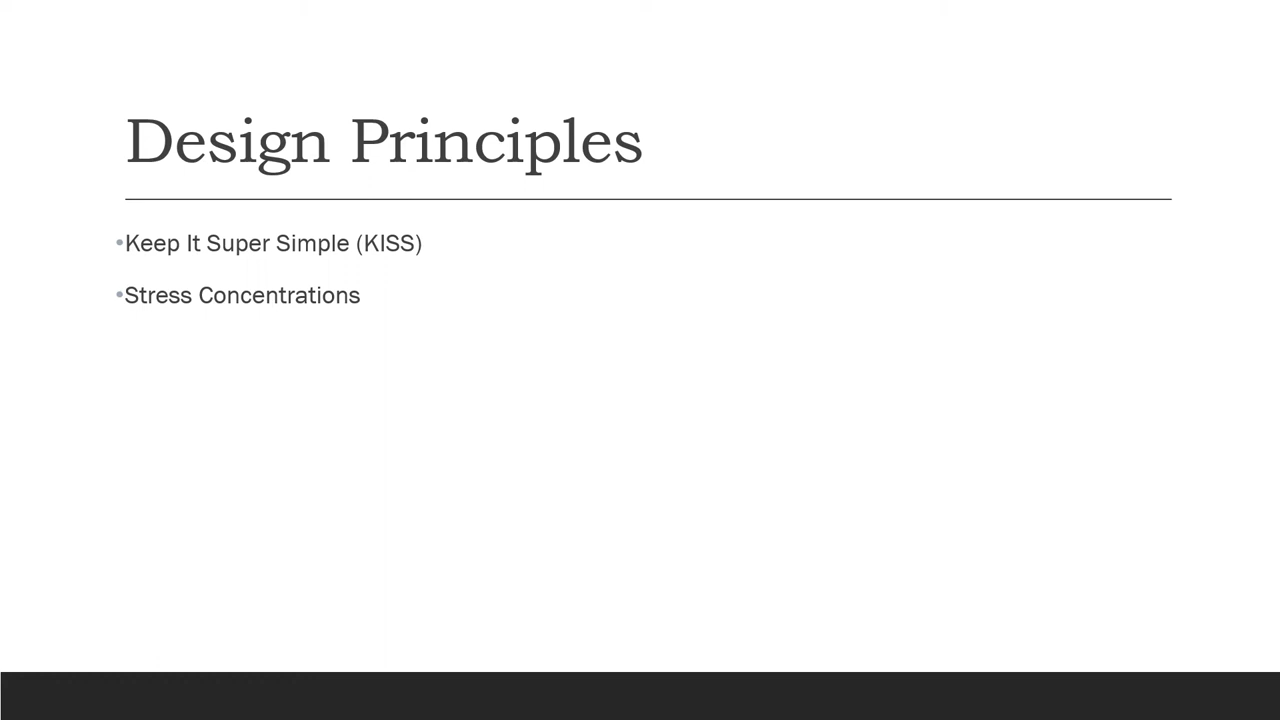 Design Principles
•Keep It Super Simple (KISS)
•Stress Concentrations